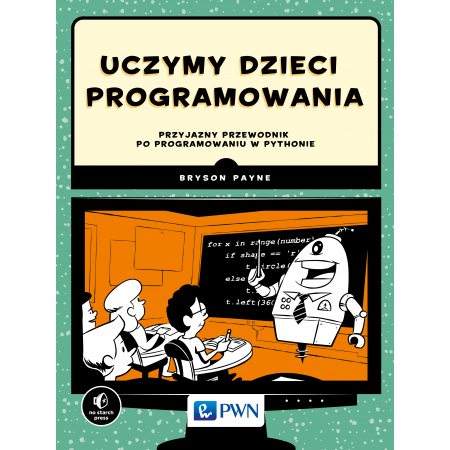 UCZYMY DZIECI
PROGRAMOWANIA
PRZYJAZNY PRZEWODNIK
PO PROGRAMOWANIU W PYTHONIE
BRYSON PAYNE
for x in range(number
if shape == 'r
t.circle(
else
t.
t.left(360
no starch
press
PWN